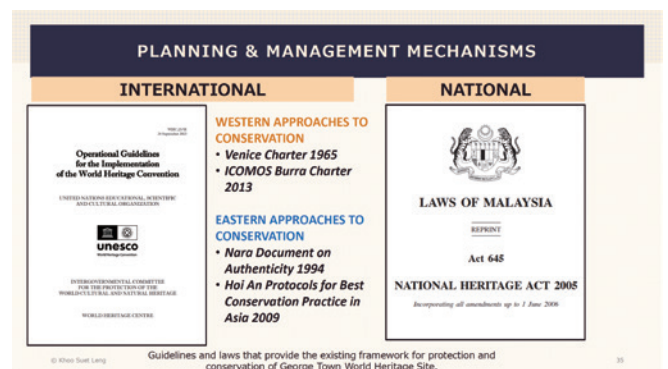 PLANNING & MANAGEMENT MECHANISMS
INTERNATIONAL
Operational Guidelines
for the Implementation
of the World Heritage Convention
UNITED NATIONS EDUCATIONAL, SCIENTIFIC
AND CULTURAL ORGANIZATION
unesco
INTERGOVERNMENTAL COMMITTEE
FOR THE PROTECTION OF THE
WORLD CULTURAL AND NATURAL HERITAGE
WORLD HERITAGE CENTRE
WESTERN APPROACHES TO
CONSERVATION
• Venice Charter 1965
• ICOMOS Burra Charter
2013
EASTERN APPROACHES TO
CONSERVATION
• Nara Document on
Authenticity 1994
• Hoi An Protocols for Best
Conservation Practice in
Asia 2009
NATIONAL
LAWS OF MALAYSIA
REPRINT
Act 645
NATIONAL HERITAGE ACT 2005
Incorporating all amendments up to 1 June 2006
© Khoo Suet Leng
Guidelines and laws that provide the existing framework for protection and
conservation of George Town World Heritage Site.
35